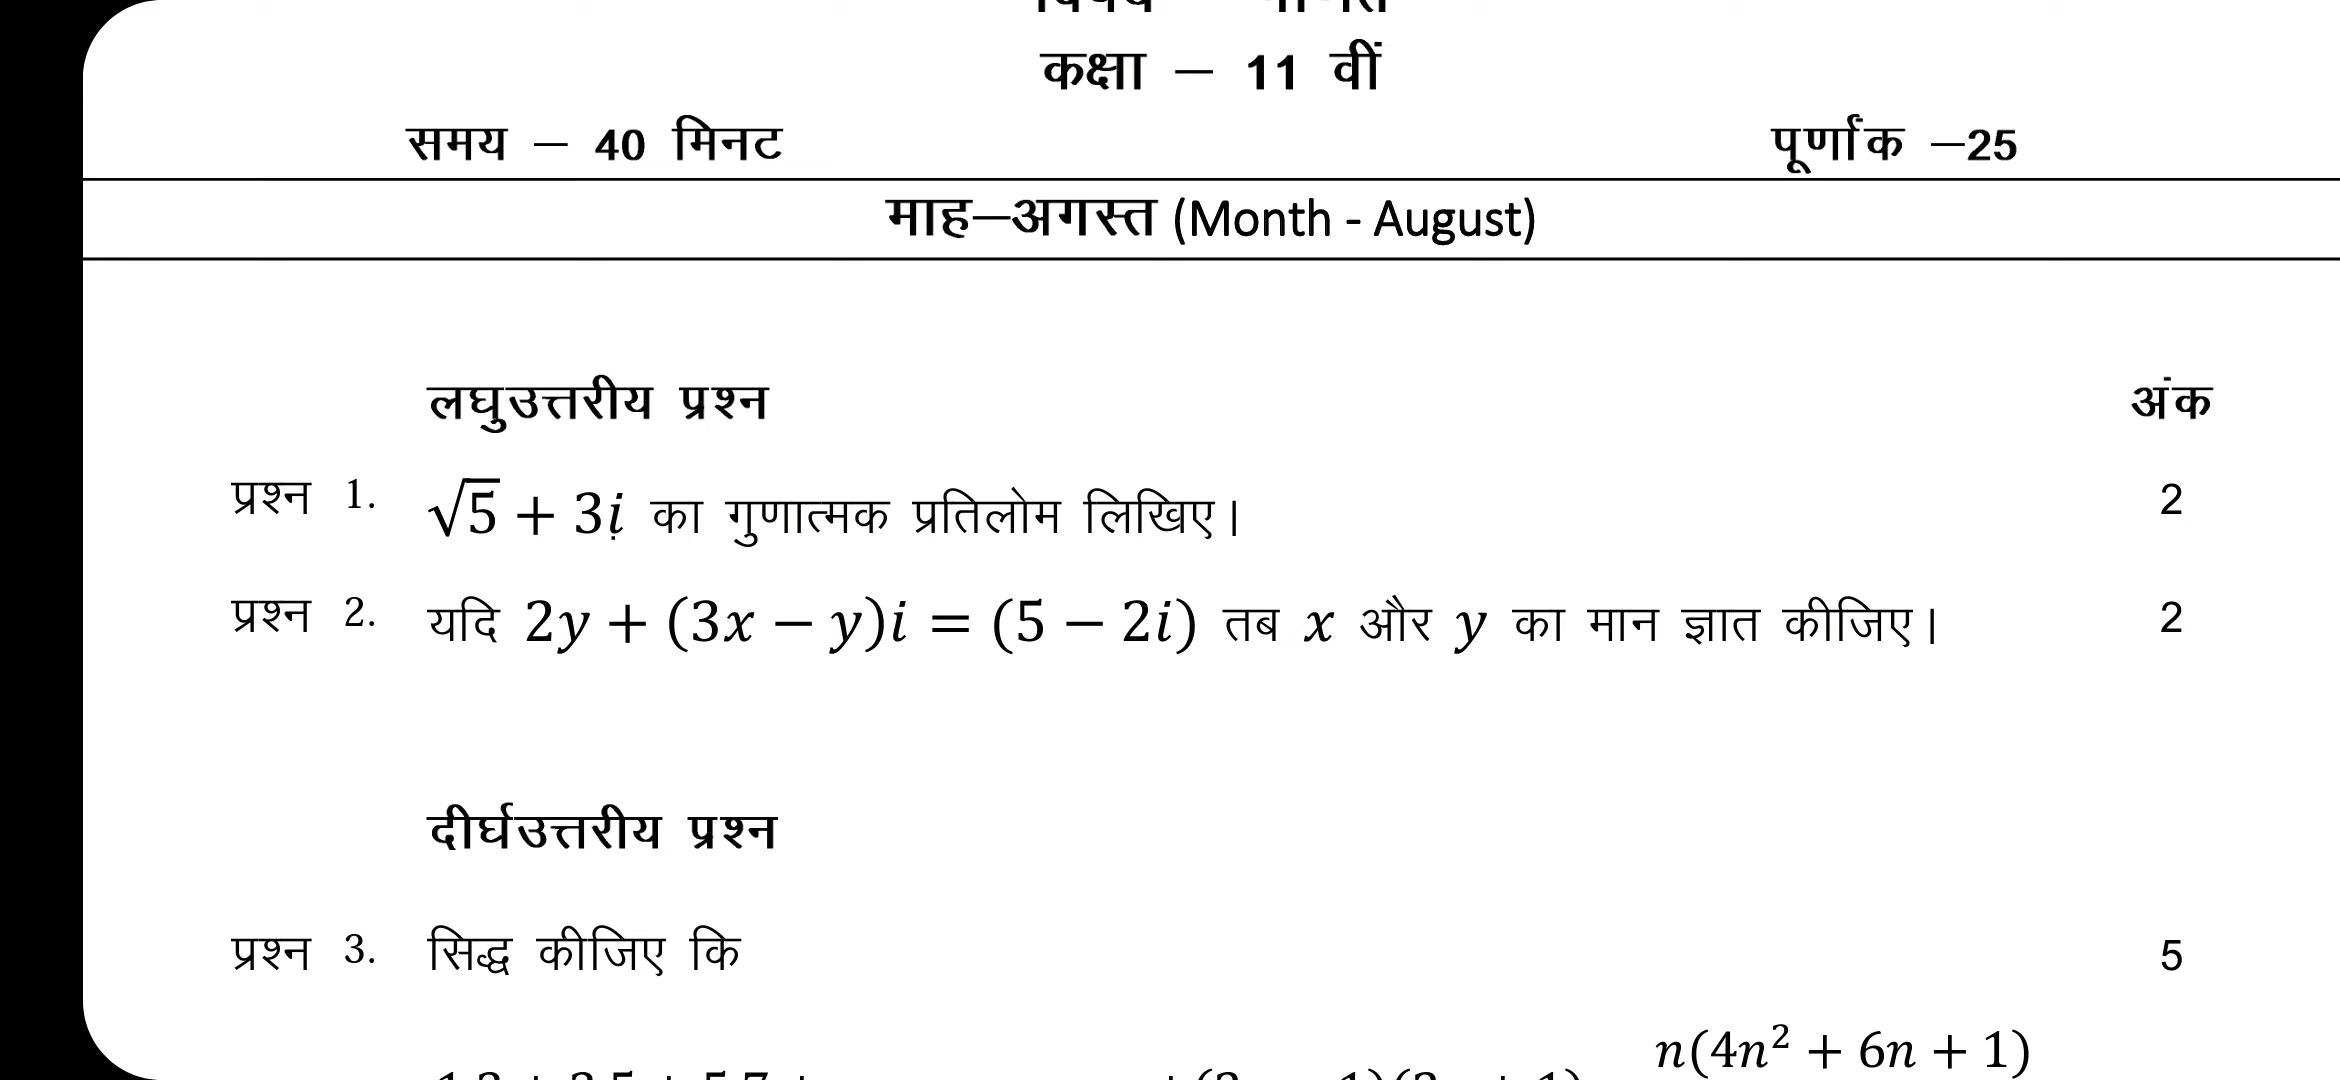 कक्षा – 11 वीं
समय – 40 मिनट पूर्णांक –25
माह–अगस्त (Month - August)
लघुउत्तरीय प्रश्न अंक
प्रश्न 1. √5 + 3i का गुणात्मक प्रतिलोम लिखिए। 2
प्रश्न 2. यदि 2y + (3x − y)i = (5 − 2i) तब x और y का मान ज्ञात कीजिए। 2
दीर्घउत्तरीय प्रश्न
प्रश्न 3. सिद्ध कीजिए कि 5
n(4n² + 6n + 1)